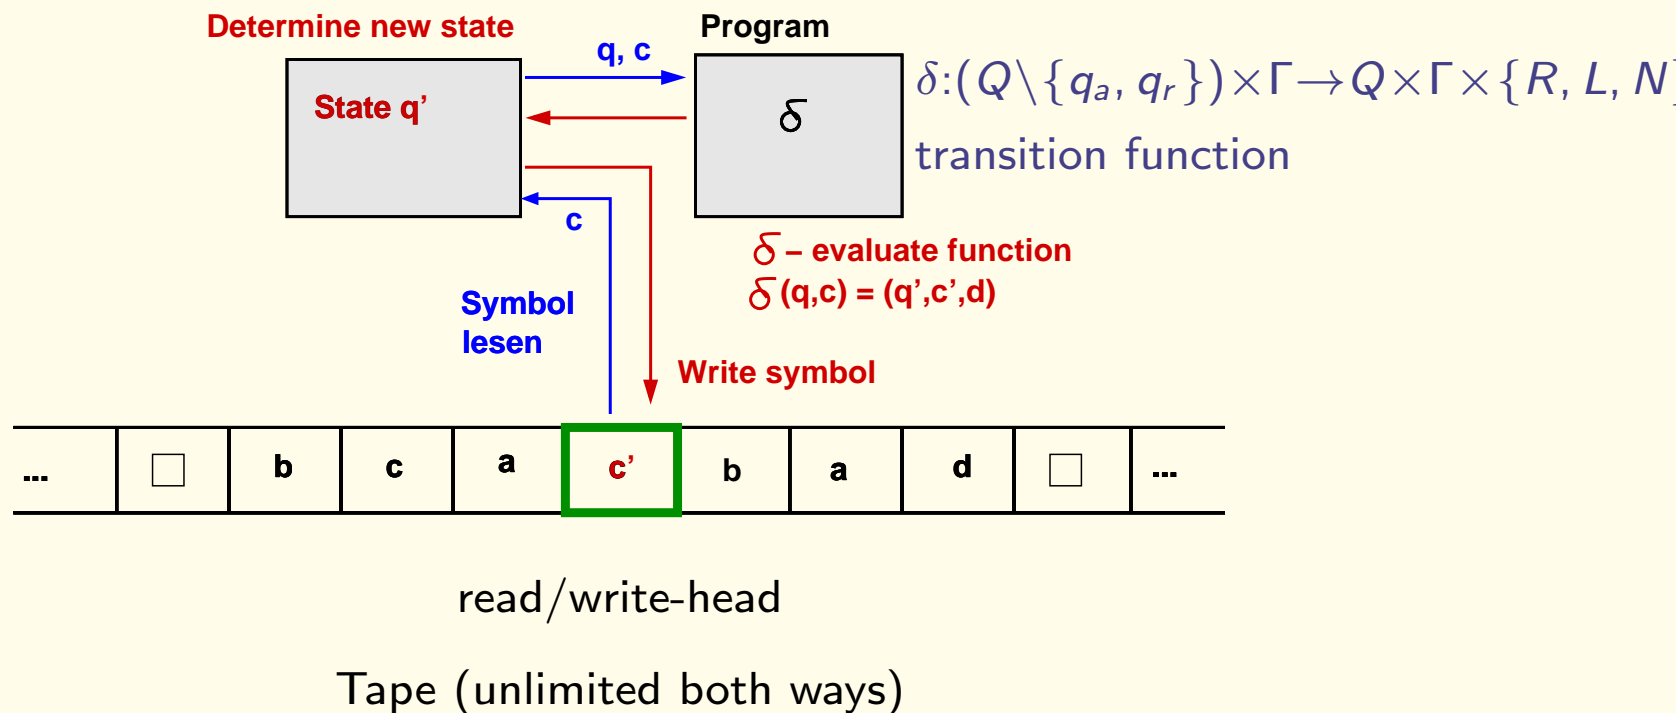 Determine new state
Program
q, c
State q’
δ
δ:(Q\{qₐ, qᵣ})×Γ→Q×Γ×{R, L, N}
transition function
c
δ – evaluate function
δ(q,c) = (q’,c’,d)
Symbol
lesen
Write symbol
... □ b c a c’ b a d □ ...
read/write-head
Tape (unlimited both ways)